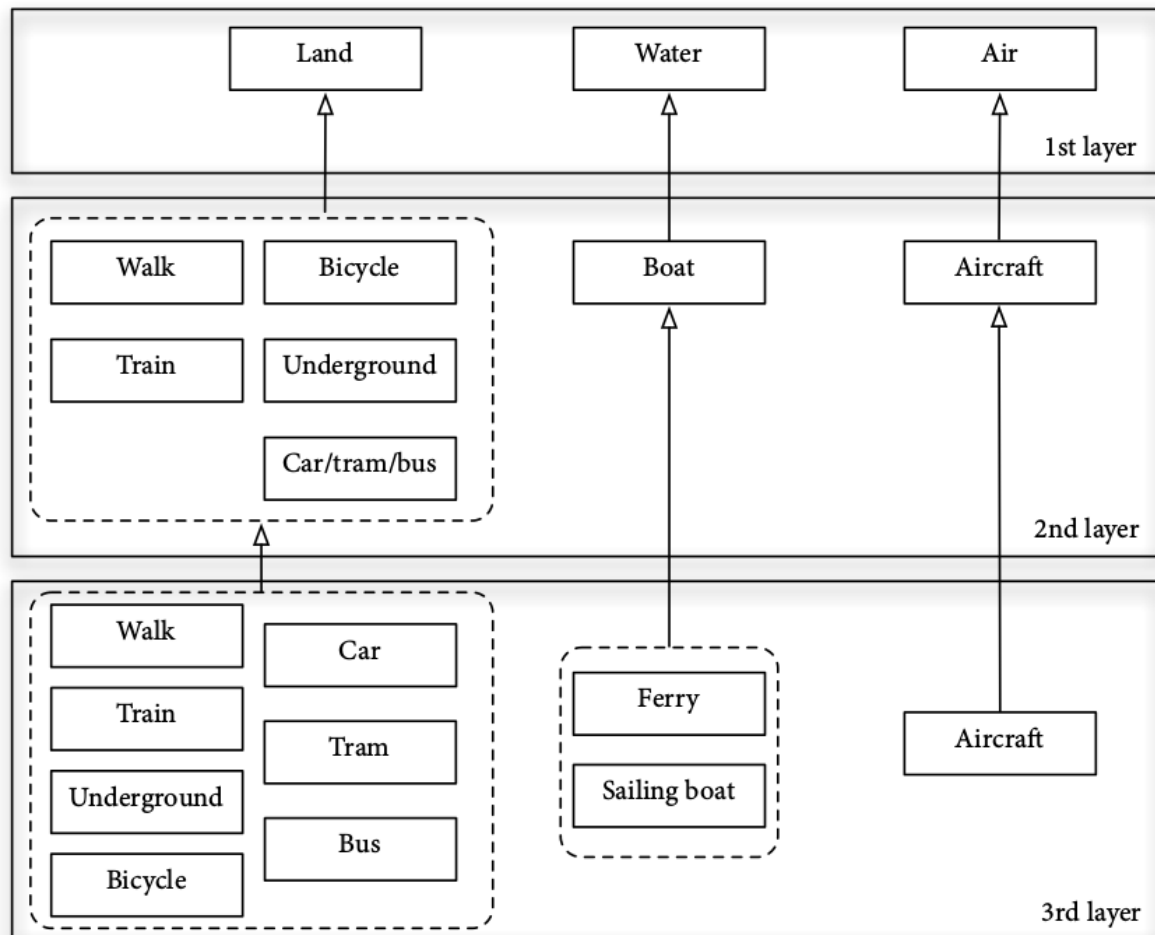 Land
Water
Air
1st layer
Walk
Bicycle
Boat
Aircraft
Train
Underground
Car/tram/bus
2nd layer
Walk
Car
Train
Ferry
Tram
Aircraft
Underground
Sailing boat
Bus
Bicycle
3rd layer